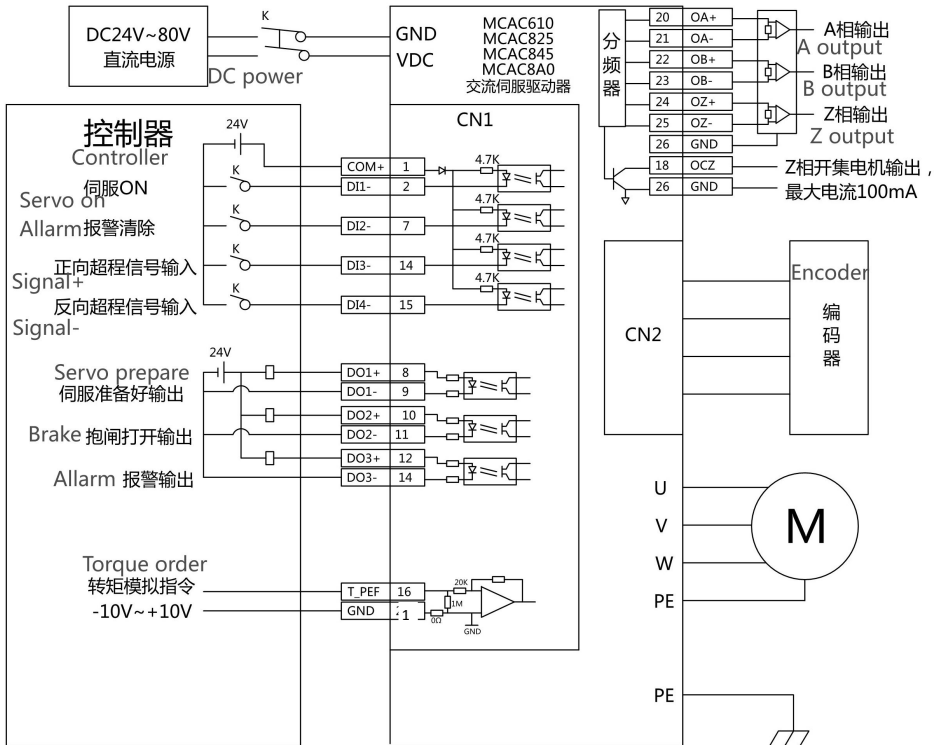 DC24V~80V
直流电源
DC power
K
GND
VDC
MCAC610
MCAC825
MCAC845
MCAC8A0
交流伺服驱动器
CN1
分频器
20 OA+
21 OA-
22 OB+
23 OB-
24 OZ+
25 OZ-
26 GND
18 OCZ
26 GND
A相输出
A output
B相输出
B output
Z相输出
Z output
Z相开集电机输出，
最大电流100mA
控制器
Controller
24V
伺服ON
Servo on
K
Allarm报警清除
K
正向超程信号输入
Signal+
K
反向超程信号输入
Signal-
K
COM+ 1
DI1- 2
DI2- 7
DI3- 14
DI4- 15
4.7K
4.7K
4.7K
4.7K
24V
Servo prepare
伺服准备好输出
Brake 抱闸打开输出
Allarm 报警输出
DO1+ 8
DO1- 9
DO2+ 10
DO2- 11
DO3+ 12
DO3- 14
Torque order
转矩模拟指令
-10V~+10V
T_PEF 16
GND 1
20K
1M
0Ω
GND
CN2
Encoder
编码器
U
V
W
PE
M
PE